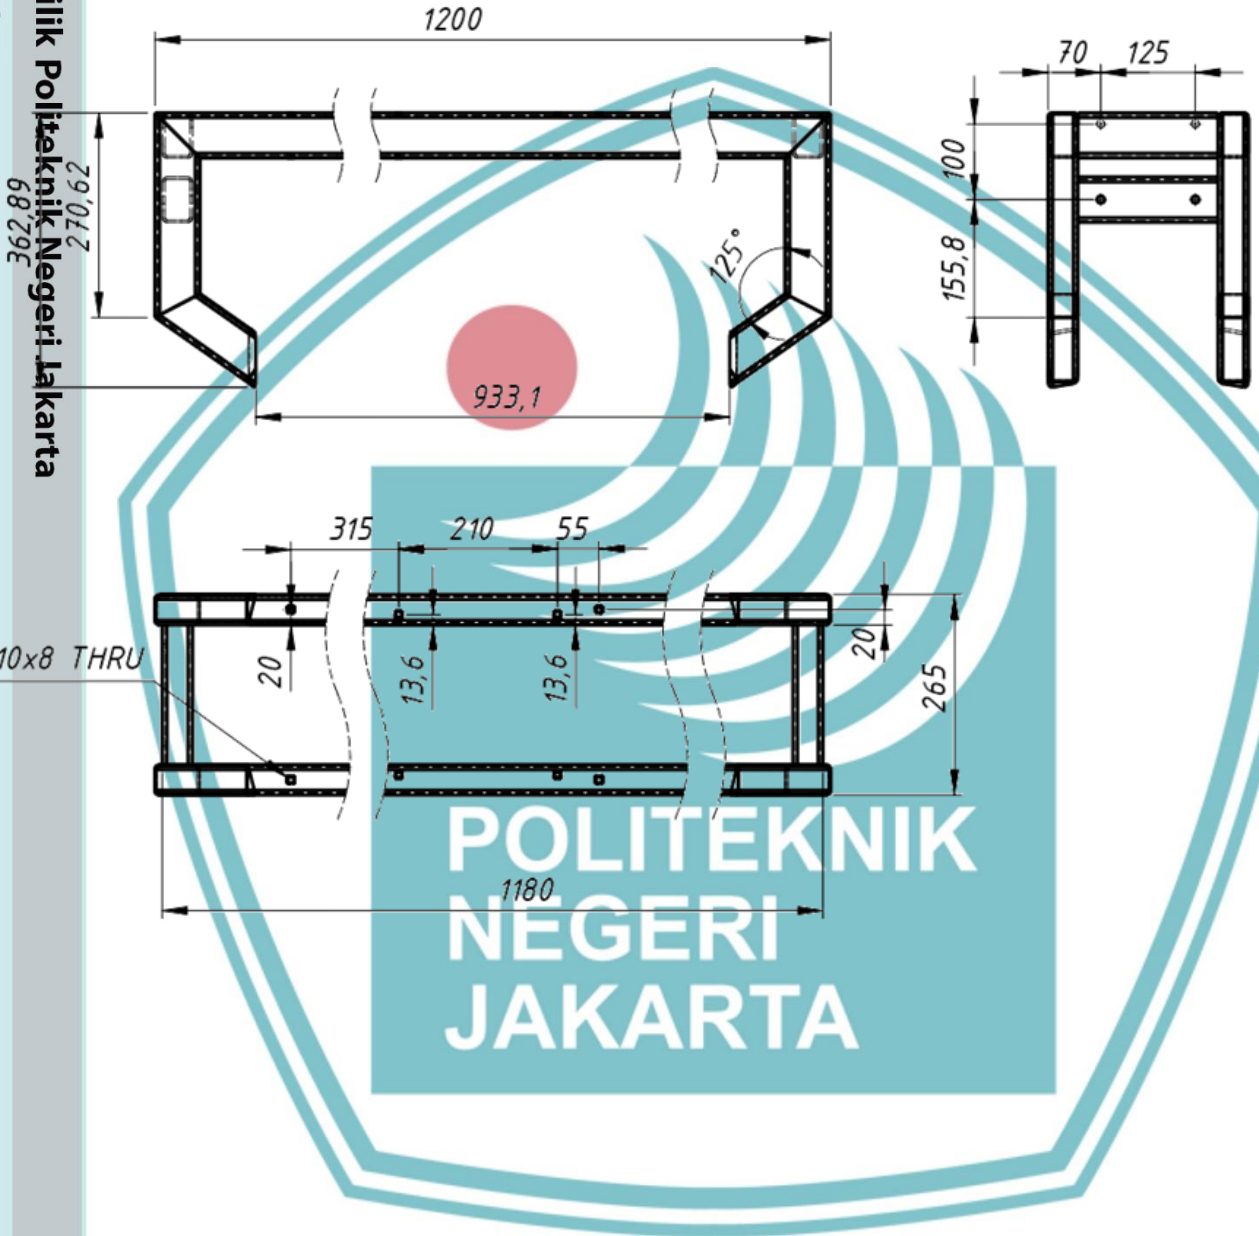 1200
70 125
ilik Politeknik Negeri Jakarta
270,62
362,89
100
155,8
125°
933,1
315 210 55
10x8 THRU
20
13,6
13,6
20
265
1180
POLITEKNIK
NEGERI
JAKARTA